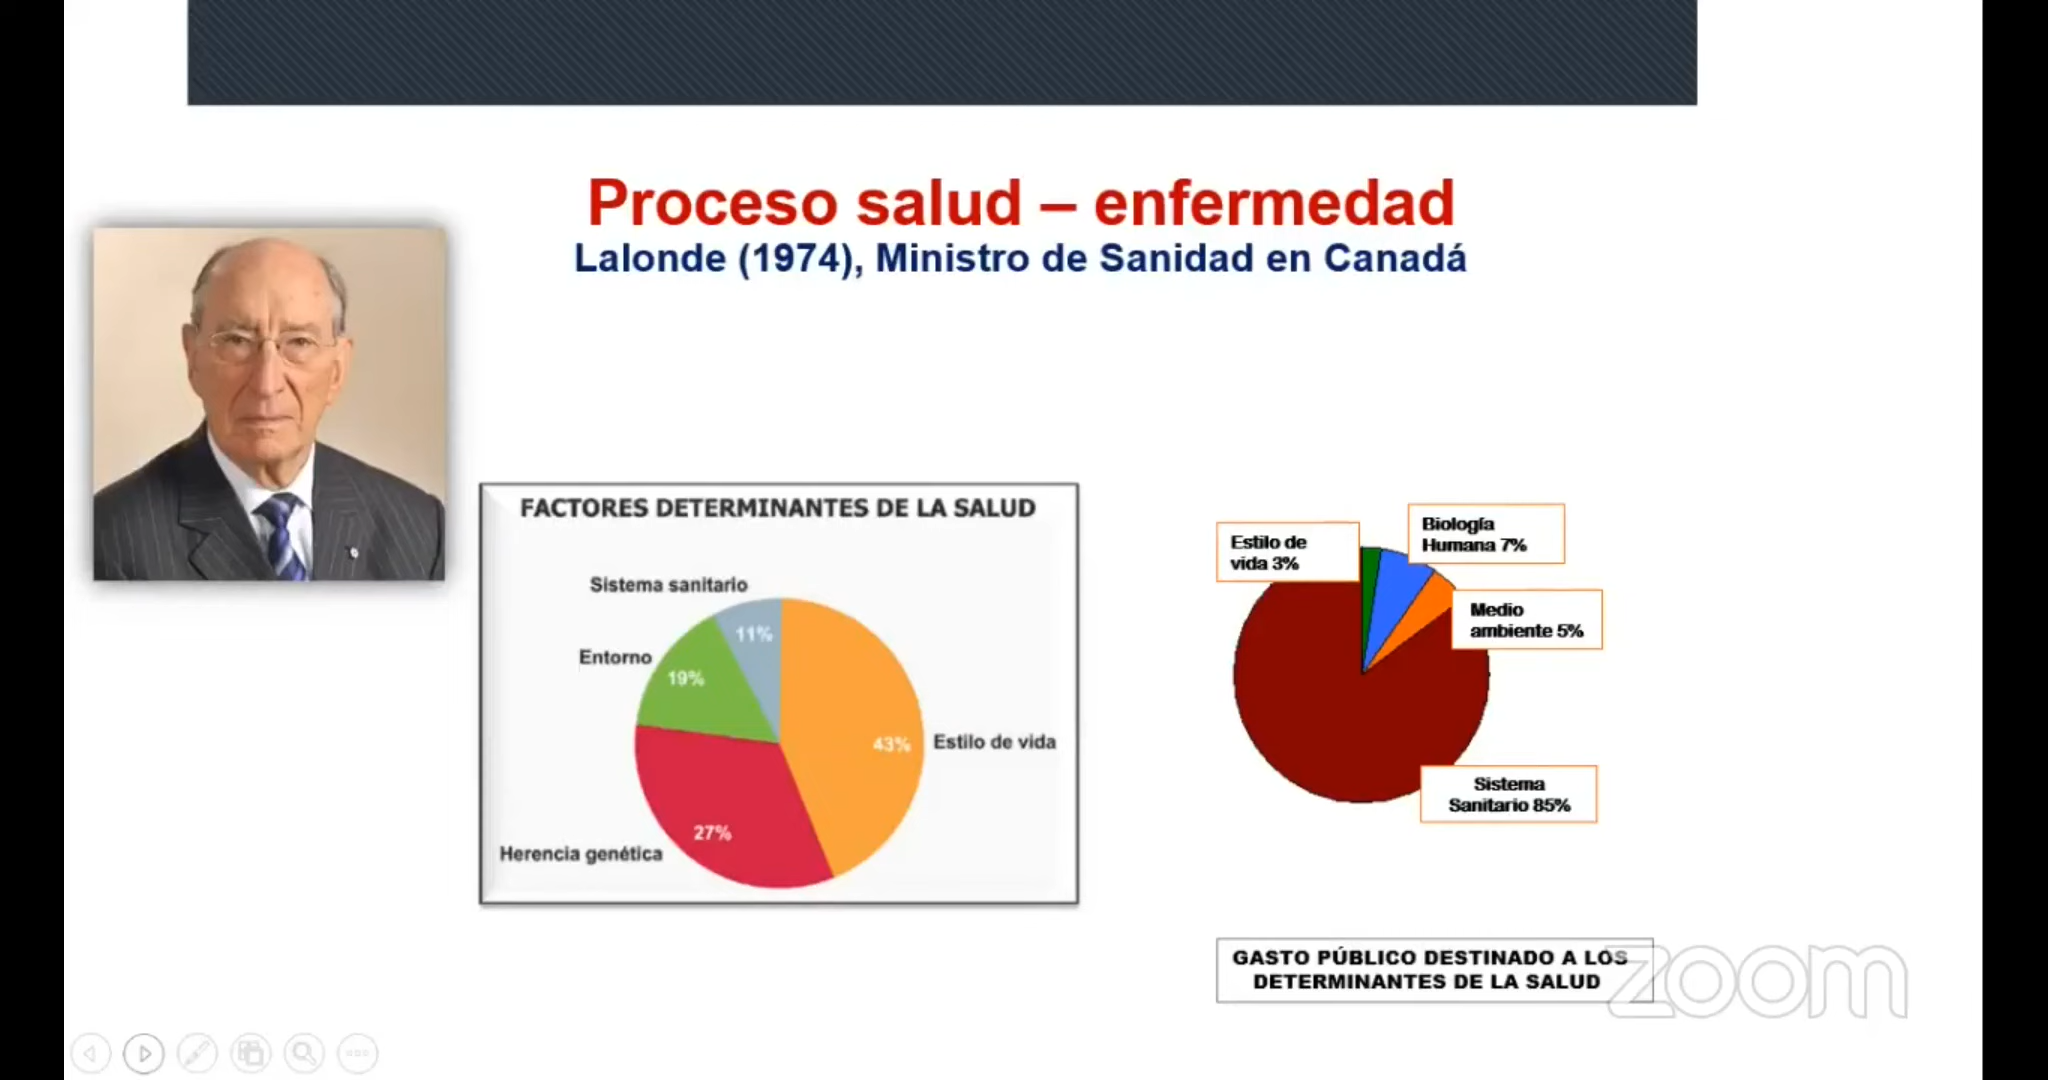 Proceso salud – enfermedad
Lalonde (1974), Ministro de Sanidad en Canadá
FACTORES DETERMINANTES DE LA SALUD
Sistema sanitario
11%
Entorno
19%
43%
Estilo de vida
27%
Herencia genética
Estilo de
vida 3%
Biología
Humana 7%
Medio
ambiente 5%
Sistema
Sanitario 85%
GASTO PÚBLICO DESTINADO A LOS
DETERMINANTES DE LA SALUD
zoom